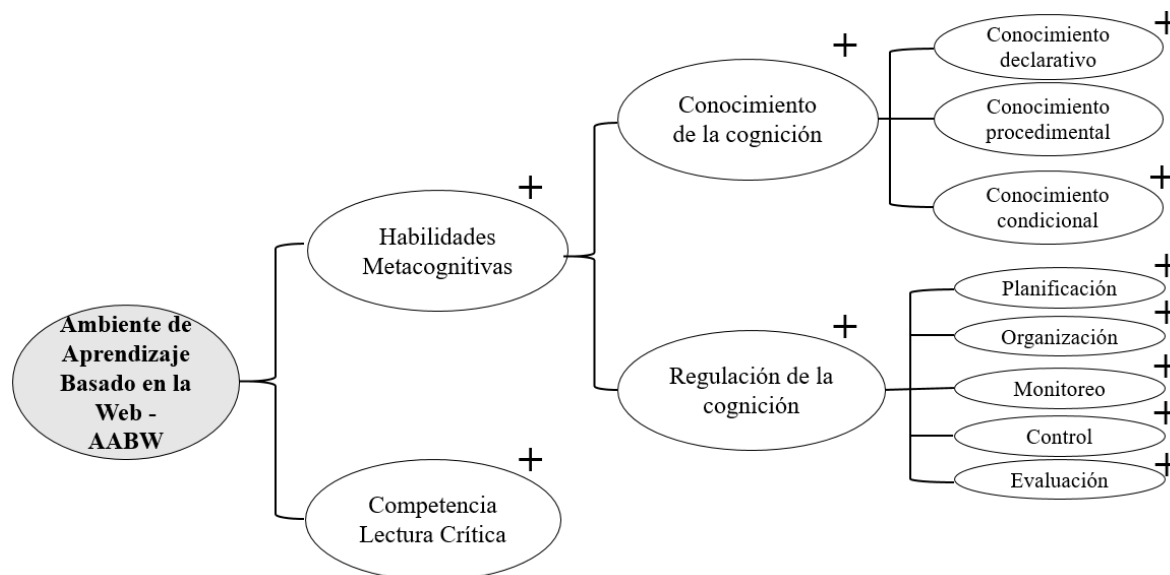 Ambiente de
Aprendizaje
Basado en la
Web -
AABW
+
Habilidades
Metacognitivas
+
Competencia
Lectura Crítica
+
Conocimiento
de la cognición
+
Regulación de la
cognición
+
Conocimiento
declarativo
Conocimiento
procedimental
+
Conocimiento
condicional
+
Planificación
+
Organización
+
Monitoreo
+
Control
+
Evaluación